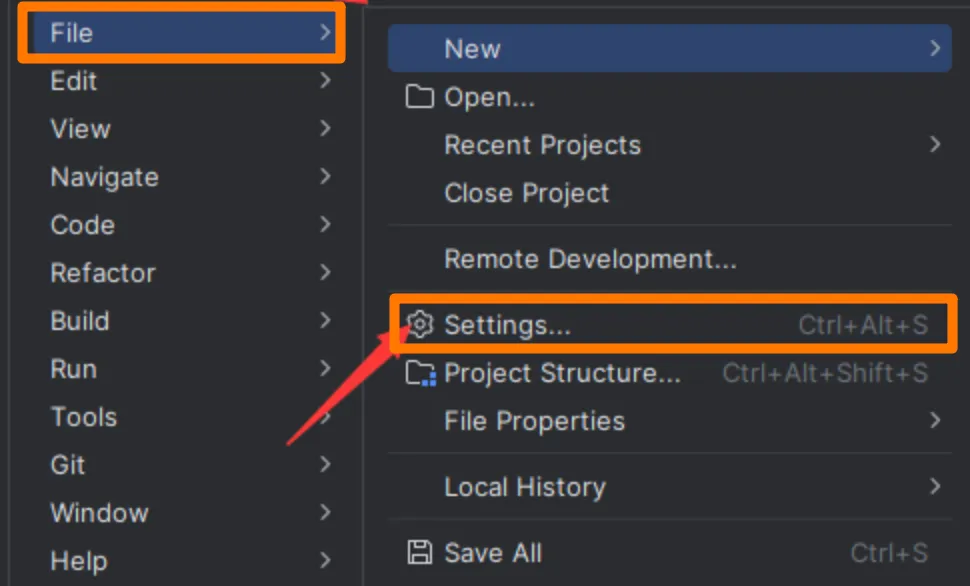 File
Edit
View
Navigate
Code
Refactor
Build
Run
Tools
Git
Window
Help
New
Open...
Recent Projects
Close Project
Remote Development...
Settings... Ctrl+Alt+S
Project Structure... Ctrl+Alt+Shift+S
File Properties
Local History
Save All Ctrl+S